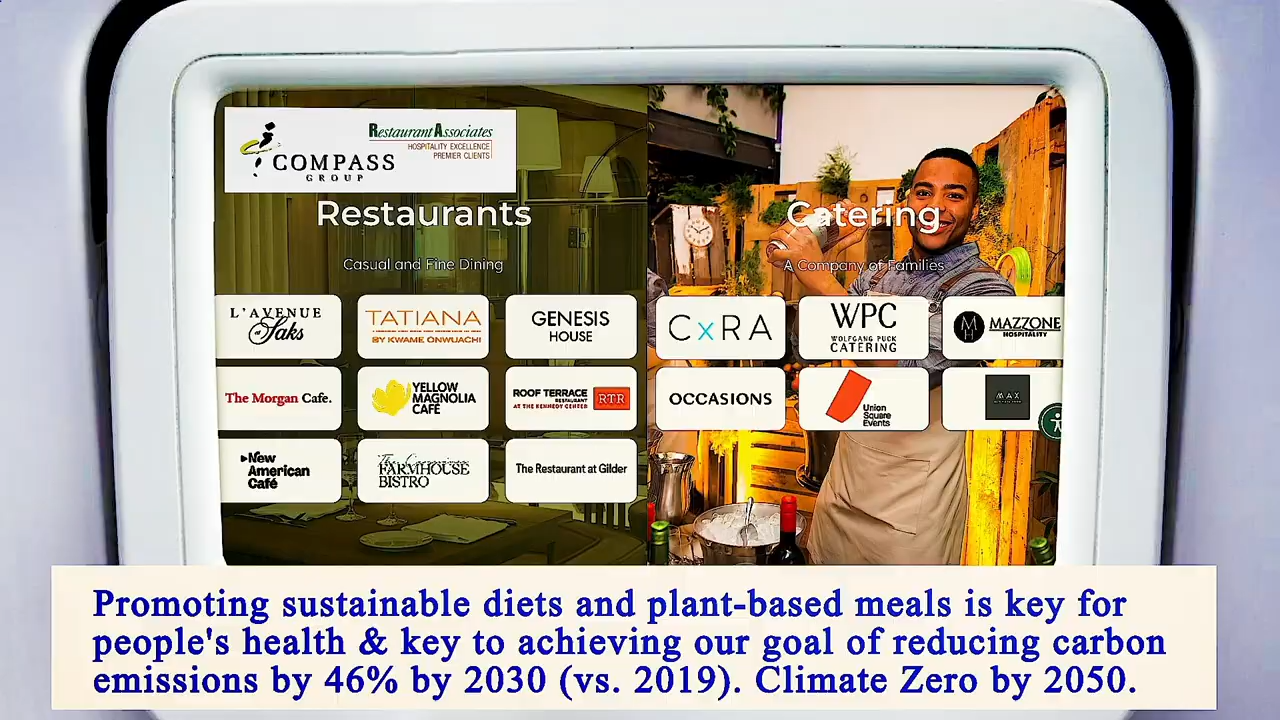 COMPASS
GROUP
Restaurant Associates
HOSPITALITY EXCELLENCE
PREMIER CLIENTS
Restaurants
Casual and Fine Dining
L'AVENUE
Saks
TATIANA
BY KWAME ONWUACHI
GENESIS
HOUSE
The Morgan Cafe.
YELLOW
MAGNOLIA
CAFÉ
ROOF TERRACE
RESTAURANT
AT THE KENNEDY CENTER
RTR
New
American
Café
FARMHOUSE
BISTRO
The Restaurant at Gilder
Catering
A Company of Families
CxRA
WPC
WOLFGANG PUCK
CATERING
M
H
MAZZONE
HOSPITALITY
OCCASIONS
Union
Square
Events
MAX
Promoting sustainable diets and plant-based meals is key for
people's health & key to achieving our goal of reducing carbon
emissions by 46% by 2030 (vs. 2019). Climate Zero by 2050.